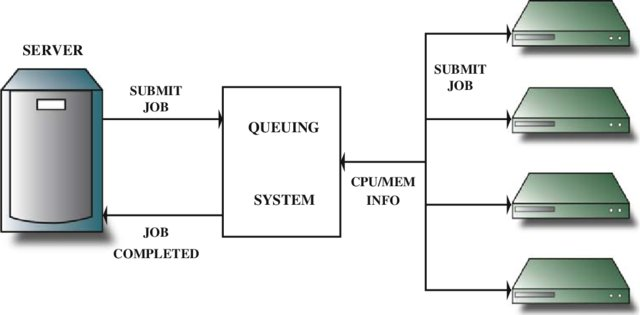 SERVER
SUBMIT
JOB
QUEUING
SYSTEM
JOB
COMPLETED
CPU/MEM
INFO
SUBMIT
JOB